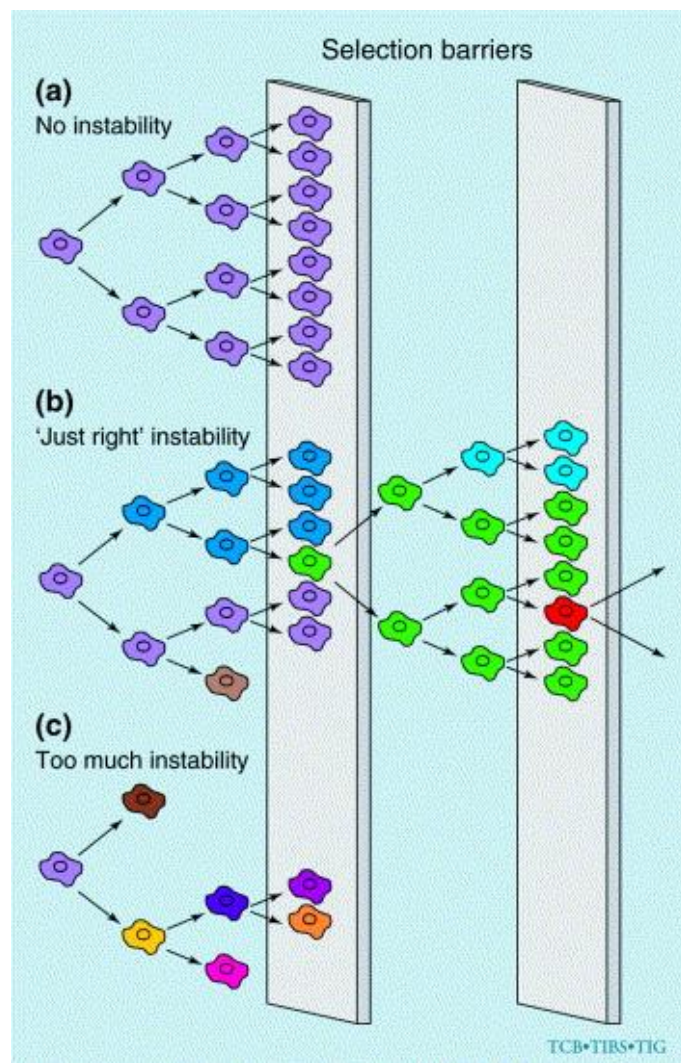 Selection barriers
(a)
No instability
(b)
‘Just right’ instability
(c)
Too much instability
TCB•TIBS•TIG